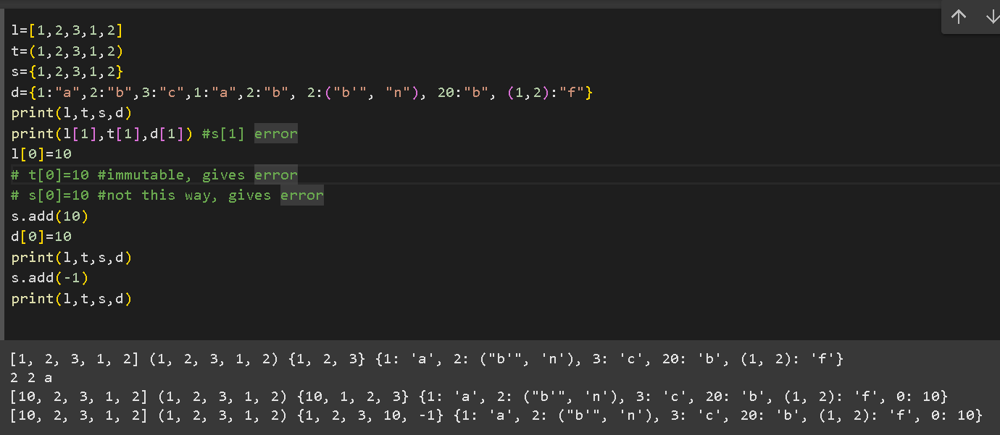 l=[1,2,3,1,2]
t=(1,2,3,1,2)
s={1,2,3,1,2}
d={1:"a",2:"b",3:"c",1:"a",2:"b", 2:("b'", "n"), 20:"b", (1,2):"f"}
print(l,t,s,d)
print(l[1],t[1],d[1]) #s[1] error
l[0]=10
# t[0]=10 #immutable, gives error
# s[0]=10 #not this way, gives error
s.add(10)
d[0]=10
print(l,t,s,d)
s.add(-1)
print(l,t,s,d)
[1, 2, 3, 1, 2] (1, 2, 3, 1, 2) {1, 2, 3} {1: 'a', 2: ("b'", 'n'), 3: 'c', 20: 'b', (1, 2): 'f'}
2 2 a
[10, 2, 3, 1, 2] (1, 2, 3, 1, 2) {10, 1, 2, 3} {1: 'a', 2: ("b'", 'n'), 3: 'c', 20: 'b', (1, 2): 'f', 0: 10}
[10, 2, 3, 1, 2] (1, 2, 3, 1, 2) {1, 2, 3, 10, -1} {1: 'a', 2: ("b'", 'n'), 3: 'c', 20: 'b', (1, 2): 'f', 0: 10}